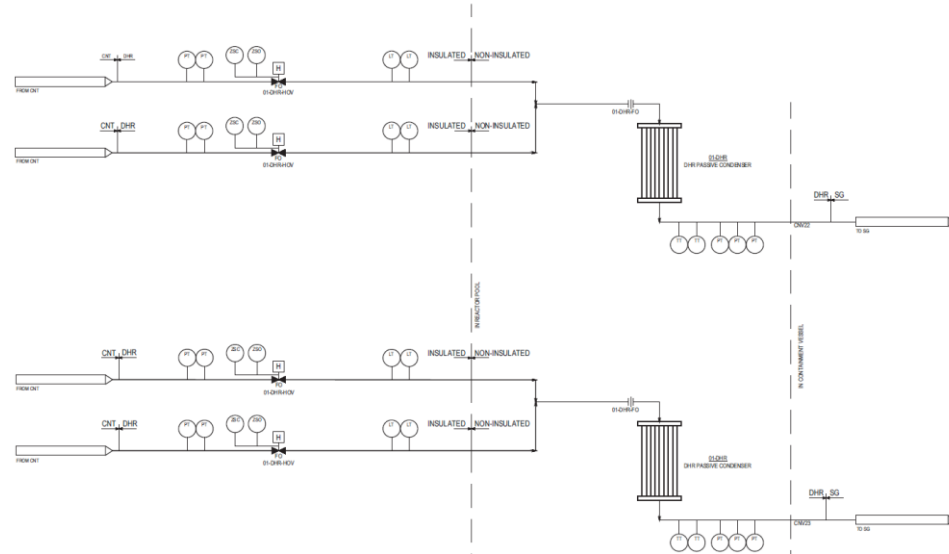 CNT DHR
PT PT ZSC ZSO H LT LT
INSULATED NON-INSULATED
FROM CNT
FO
01-DHR-HOV
CNT DHR
PT PT ZSC ZSO H LT LT
INSULATED NON-INSULATED
FROM CNT
FO
01-DHR-HOV
01-DHR-FO
01-DHR
DHR PASSIVE CONDENSER
DHR SG
CNV22
TO SG
TT TT PT PT PT
IN REACTOR POOL
IN CONTAINMENT VESSEL
CNT DHR
PT PT ZSC ZSO H LT LT
INSULATED NON-INSULATED
FROM CNT
FO
01-DHR-HOV
CNT DHR
PT PT ZSC ZSO H LT LT
INSULATED NON-INSULATED
FROM CNT
FO
01-DHR-HOV
01-DHR-FO
01-DHR
DHR PASSIVE CONDENSER
DHR SG
CNV23
TO SG
TT TT PT PT PT